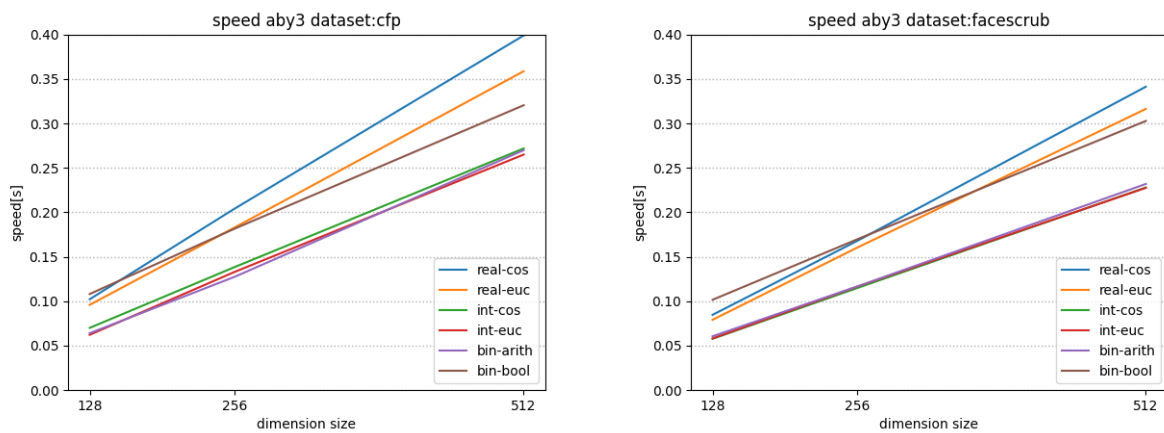 speed aby3 dataset:cfp
0.40
0.35
0.30
0.25
0.20
0.15
0.10
0.05
0.00
speed[s]
128
256
512
dimension size
real-cos
real-euc
int-cos
int-euc
bin-arith
bin-bool
speed aby3 dataset:facescrub
0.40
0.35
0.30
0.25
0.20
0.15
0.10
0.05
0.00
speed[s]
128
256
512
dimension size
real-cos
real-euc
int-cos
int-euc
bin-arith
bin-bool